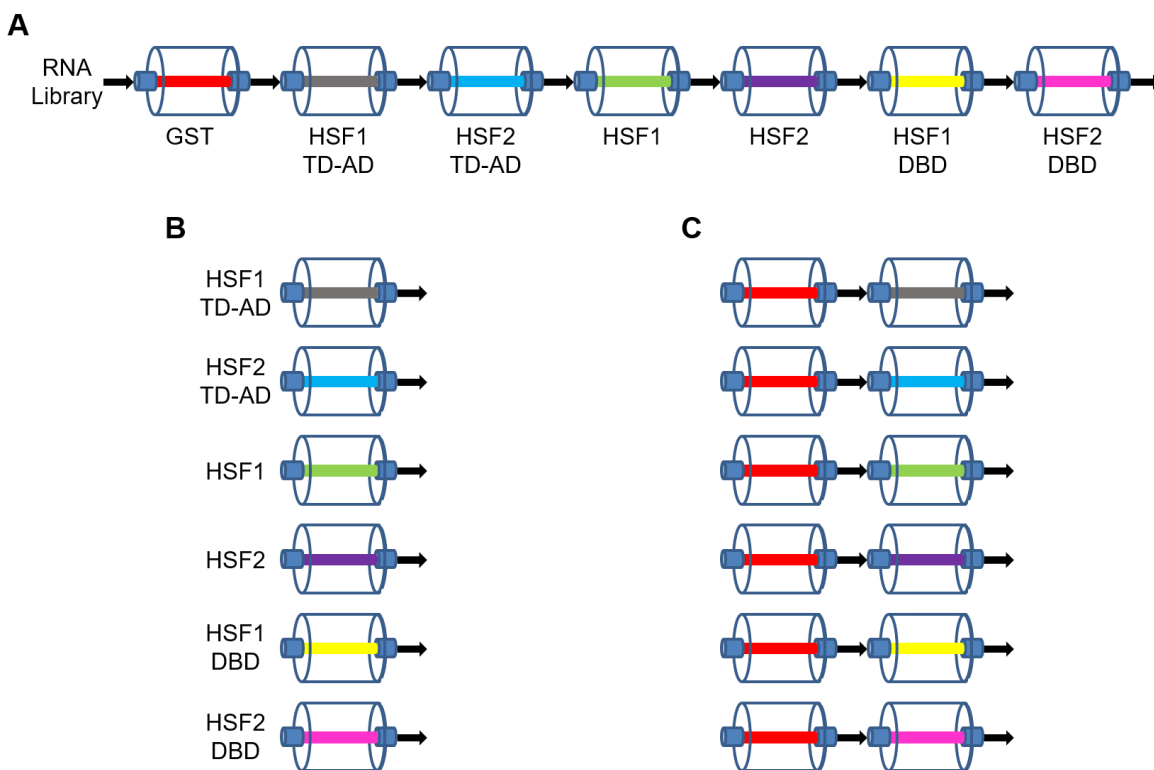 A
RNA
Library
GST
HSF1
TD-AD
HSF2
TD-AD
HSF1
HSF2
HSF1
DBD
HSF2
DBD
B
HSF1
TD-AD
HSF2
TD-AD
HSF1
HSF2
HSF1
DBD
HSF2
DBD
C